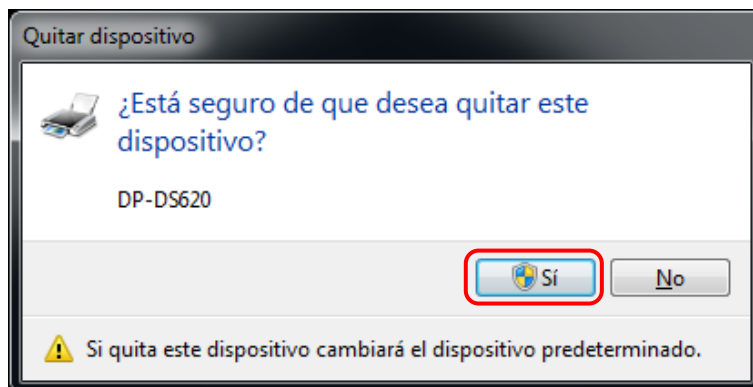 Quitar dispositivo
¿Está seguro de que desea quitar este
dispositivo?
DP-DS620
Sí
No
Si quita este dispositivo cambiará el dispositivo predeterminado.